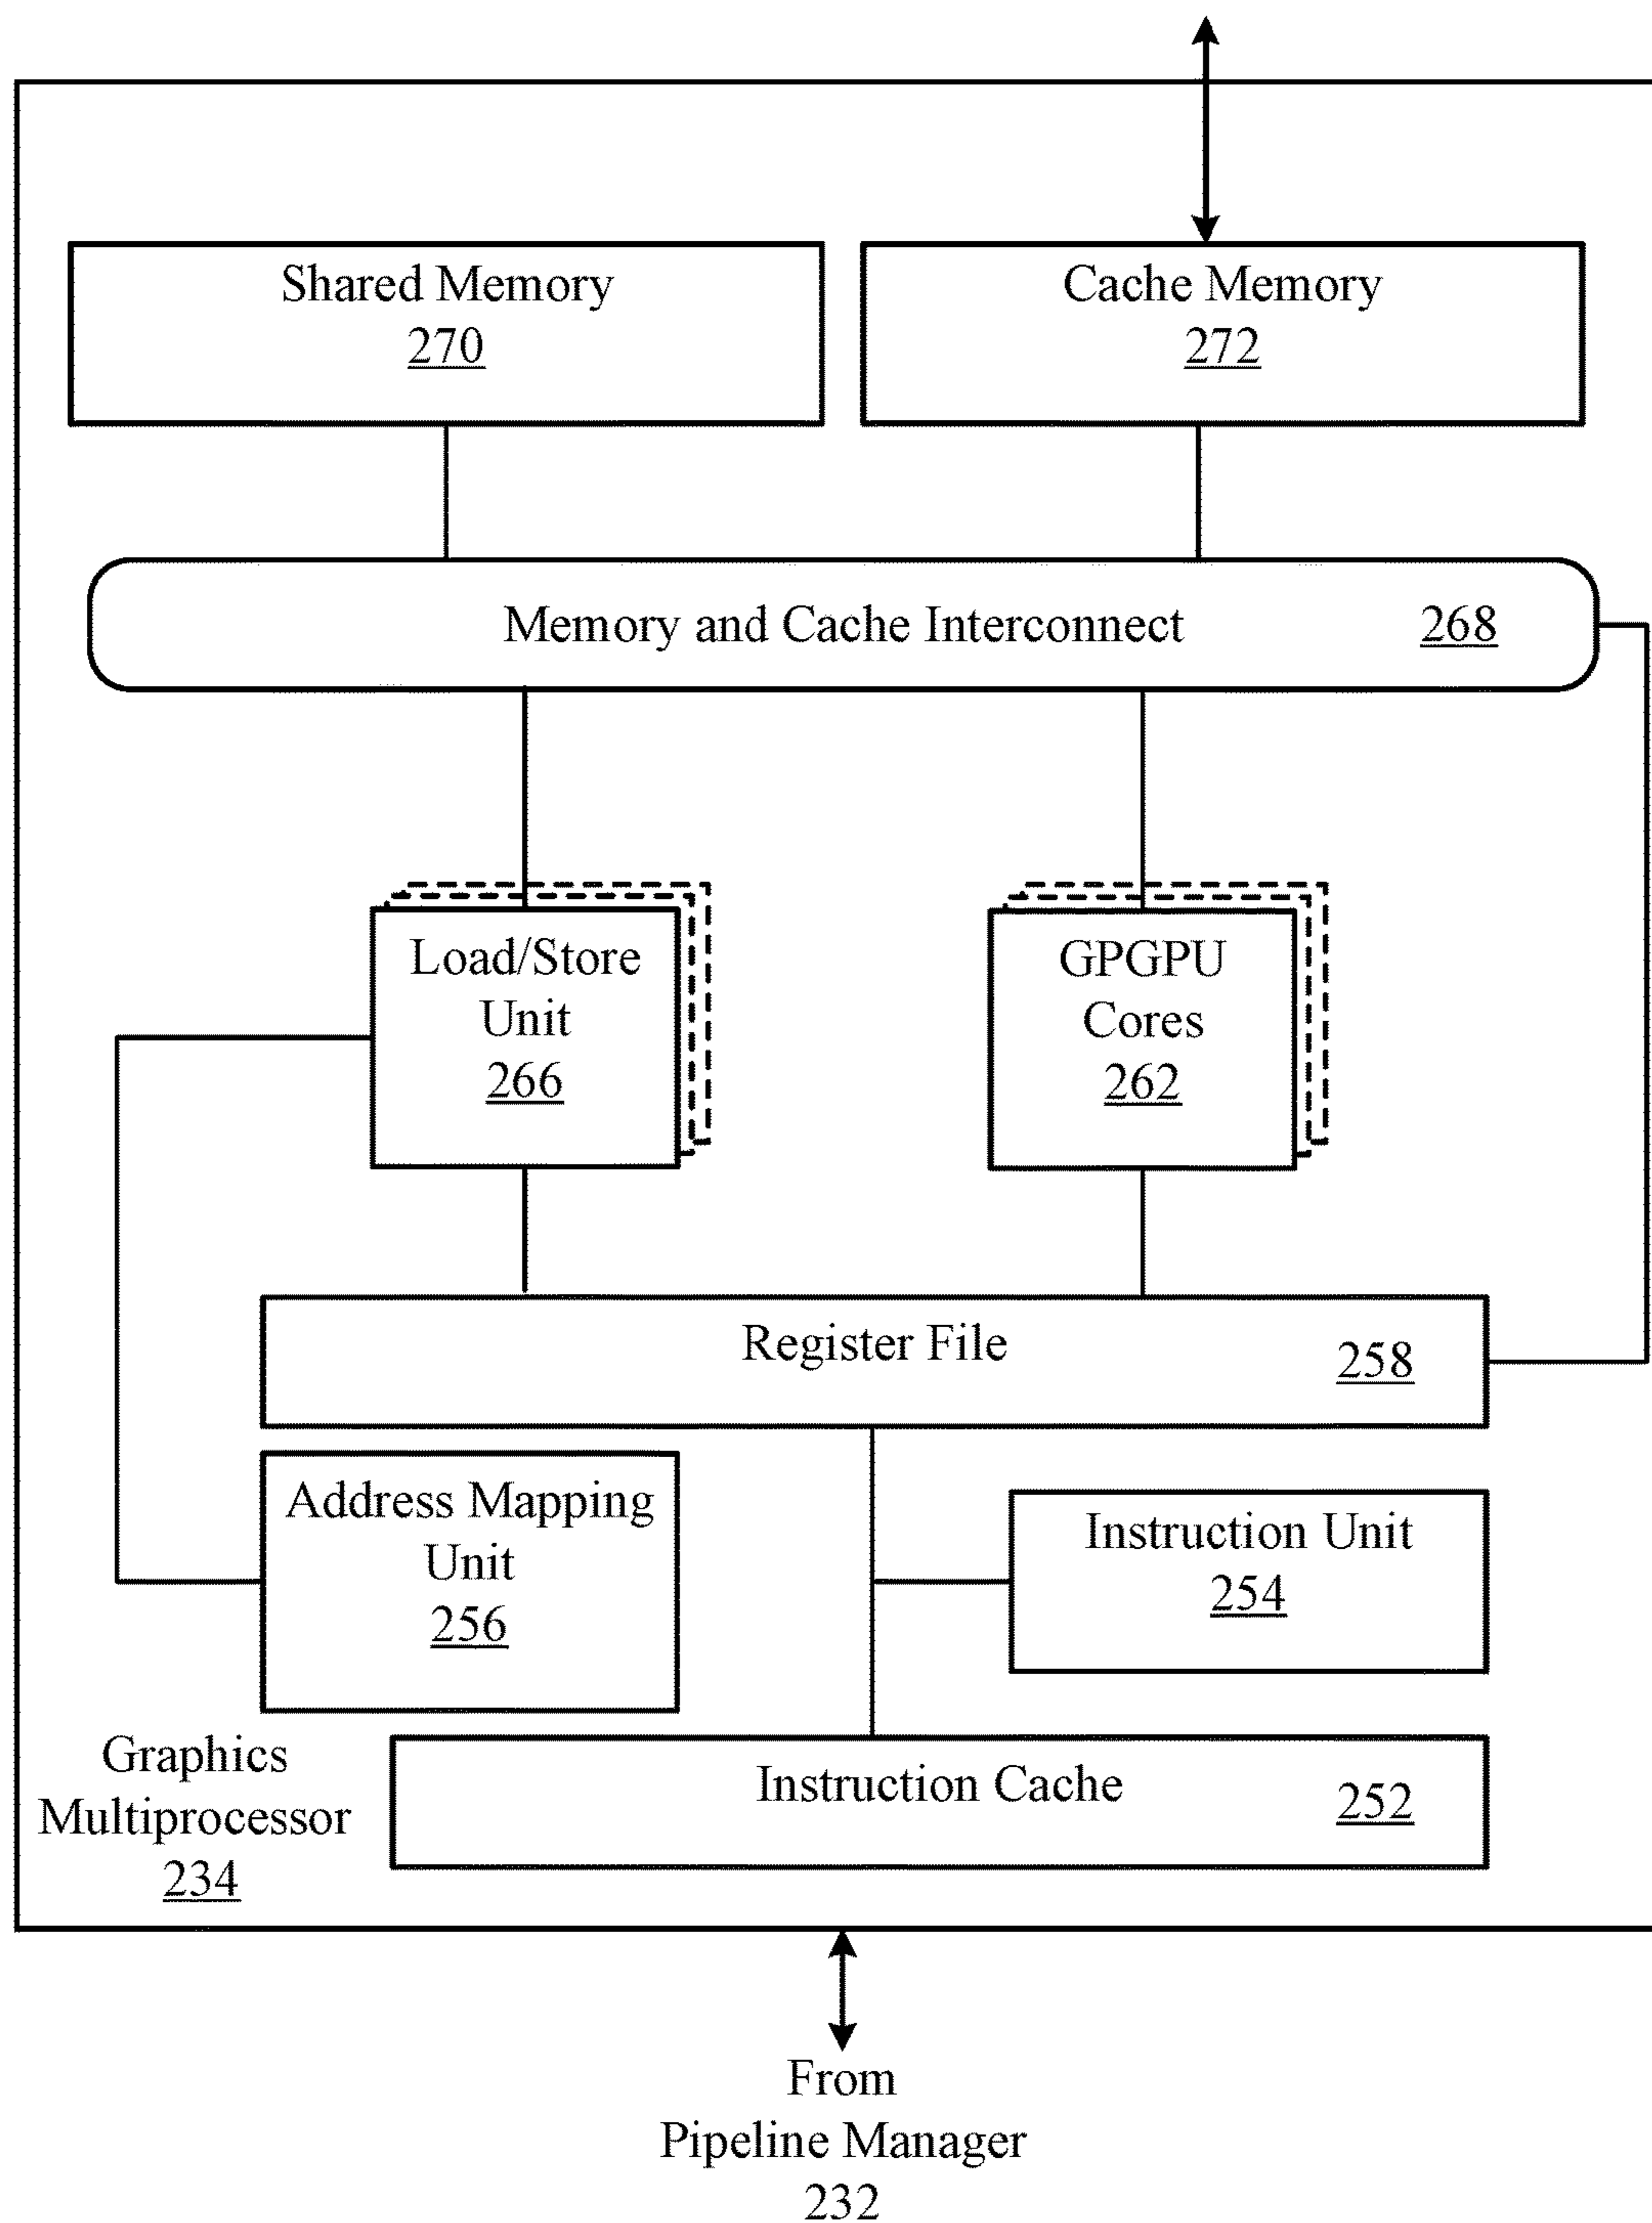 Shared Memory
270
Cache Memory
272
Memory and Cache Interconnect 268
Load/Store
Unit
266
GPGPU
Cores
262
Register File 258
Address Mapping
Unit
256
Instruction Unit
254
Graphics
Multiprocessor
234
Instruction Cache 252
From
Pipeline Manager
232